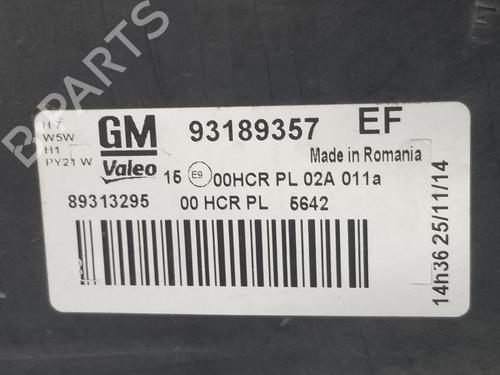 H7
W5W
H1
PY21W
GM
93189357
EF
Valeo
15 E9 00HCR PL 02A 011a
Made in Romania
89313295
00 HCR PL
5642
14h36 25/11/14
B-PARTS